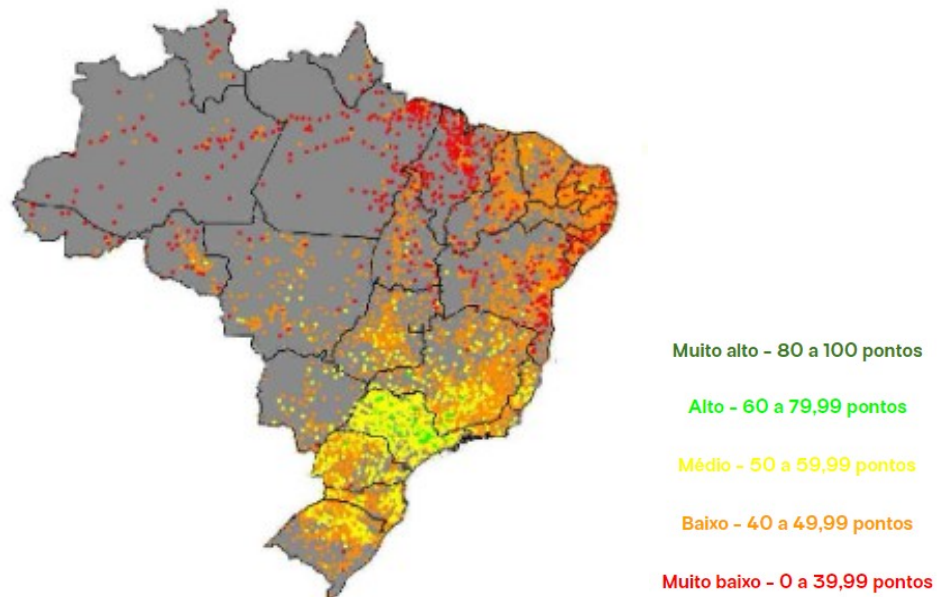 Muito alto - 80 a 100 pontos
Alto - 60 a 79,99 pontos
Médio - 50 a 59,99 pontos
Baixo - 40 a 49,99 pontos
Muito baixo - 0 a 39,99 pontos